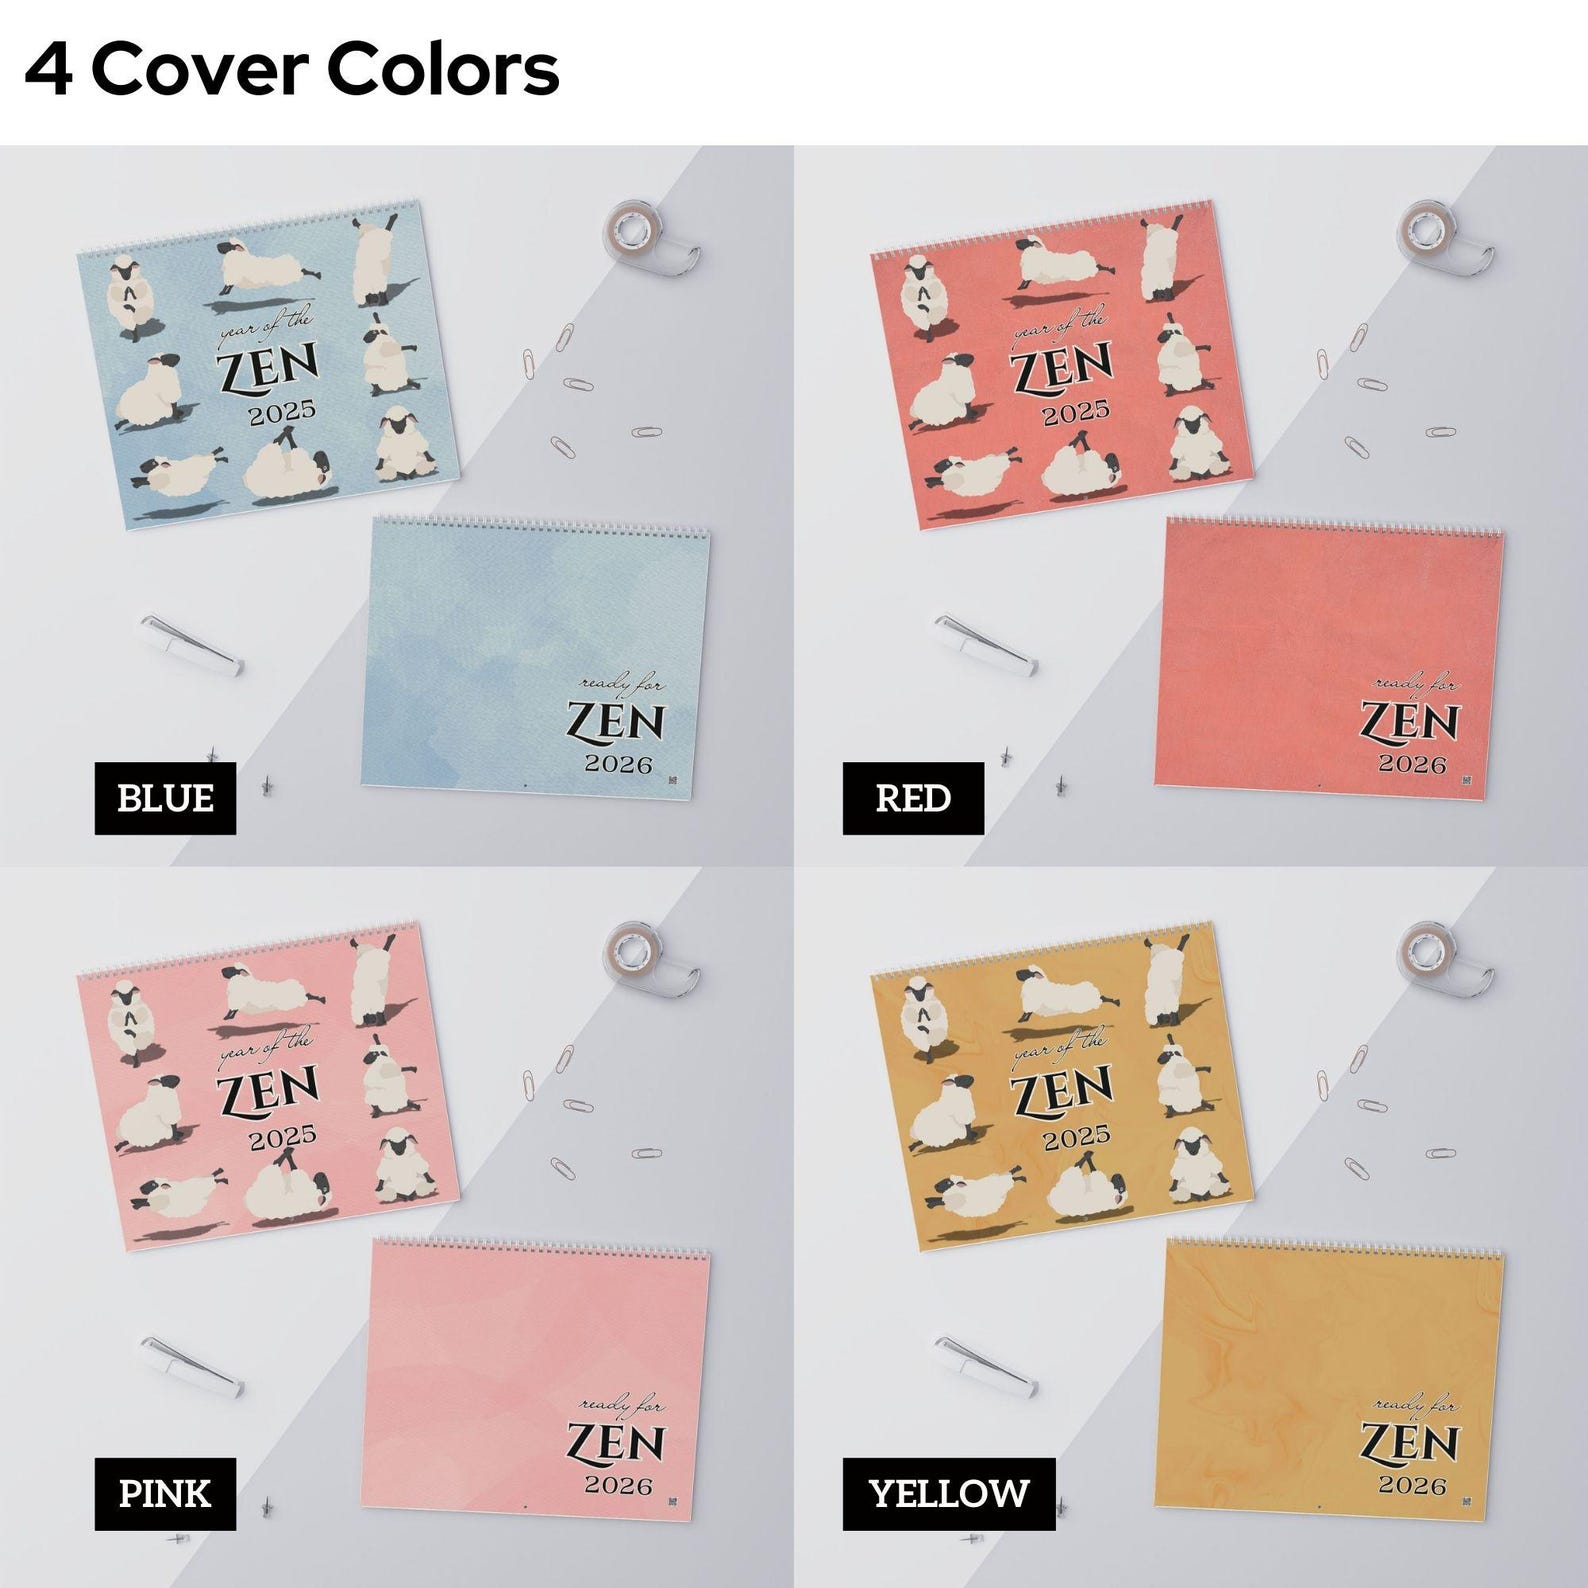 4 Cover Colors
year of the
ZEN
2025
ready for
ZEN
2026
BLUE
year of the
ZEN
2025
ready for
ZEN
2026
RED
year of the
ZEN
2025
ready for
ZEN
2026
PINK
year of the
ZEN
2025
ready for
ZEN
2026
YELLOW